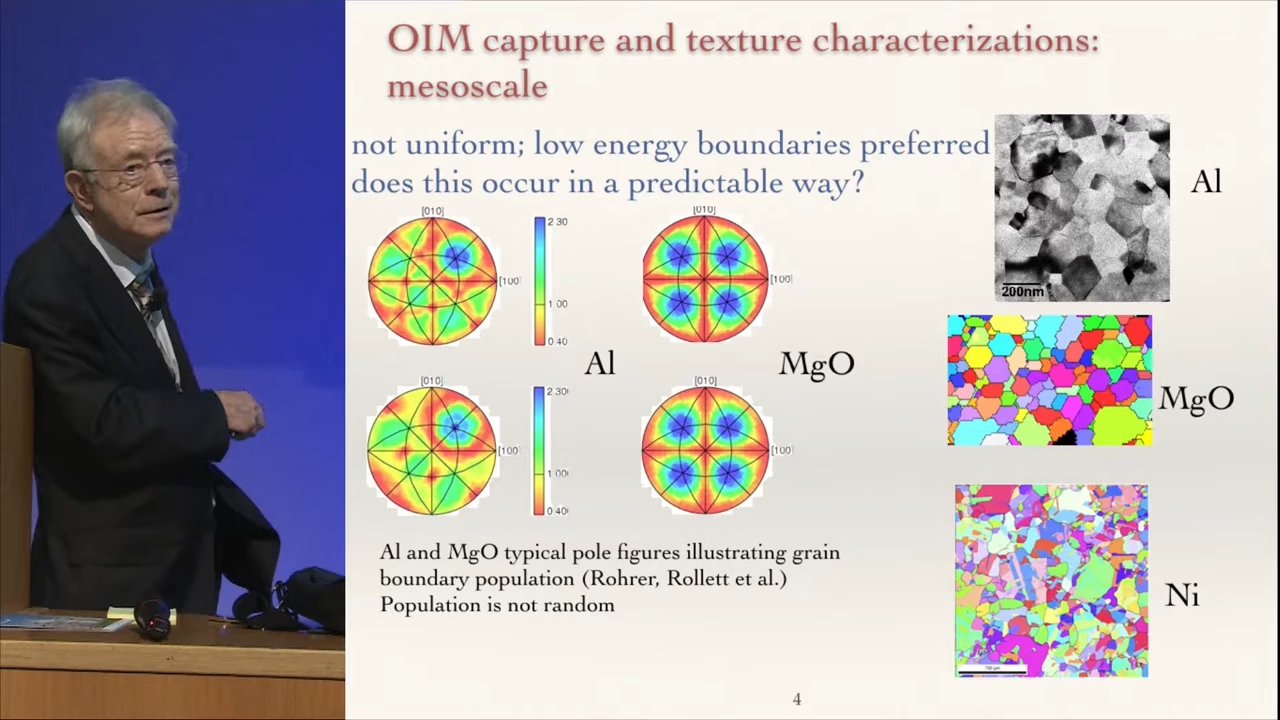 OIM capture and texture characterizations:
mesoscale
not uniform; low energy boundaries preferred
does this occur in a predictable way?
[010]
[100]
2 30
1 00
0 40
[010]
[100]
Al
MgO
[010]
[100]
2 30
1 00
0 40
[010]
[100]
Al and MgO typical pole figures illustrating grain
boundary population (Rohrer, Rollett et al.)
Population is not random
200nm
Al
MgO
Ni
4